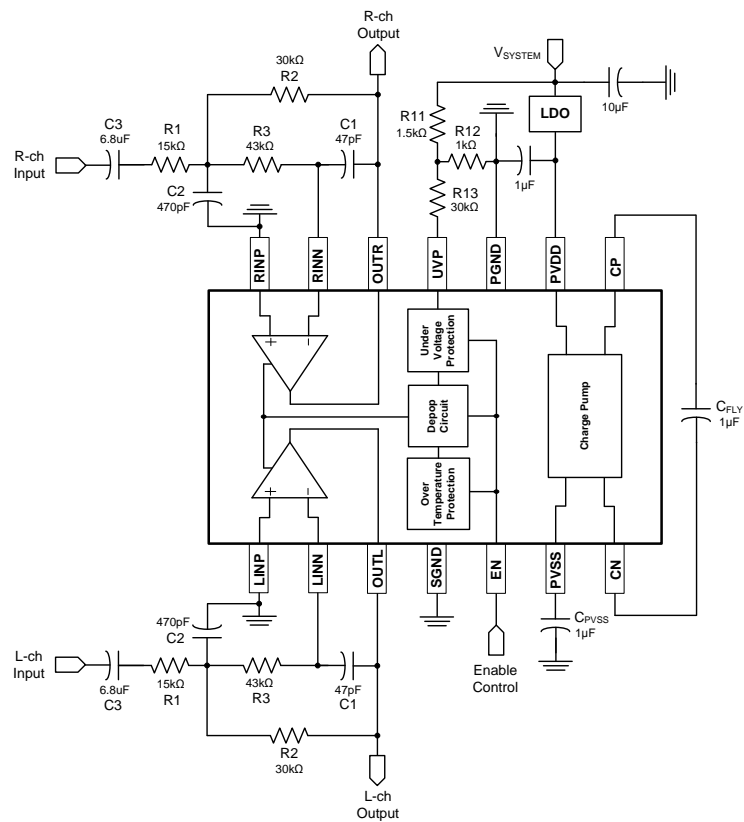 R-ch
Output
30kΩ
R2
VSYSTEM
10µF
LDO
R11
1.5kΩ
R12
1kΩ
1µF
R13
30kΩ
C3
6.8uF
R1
15kΩ
R3
43kΩ
C1
47pF
R-ch
Input
C2
470pF
RINP
RINN
OUTR
UVP
PGND
PVDD
CP
+
−
Under
Voltage
Protection
Depop
Circuit
Over
Temperature
Protection
Charge Pump
CFLY
1µF
+
−
LINP
LINN
OUTL
SGND
EN
PVSS
CN
470pF
C2
CPVSS
1µF
L-ch
Input
6.8uF
C3
15kΩ
R1
43kΩ
R3
47pF
C1
Enable
Control
R2
30kΩ
L-ch
Output